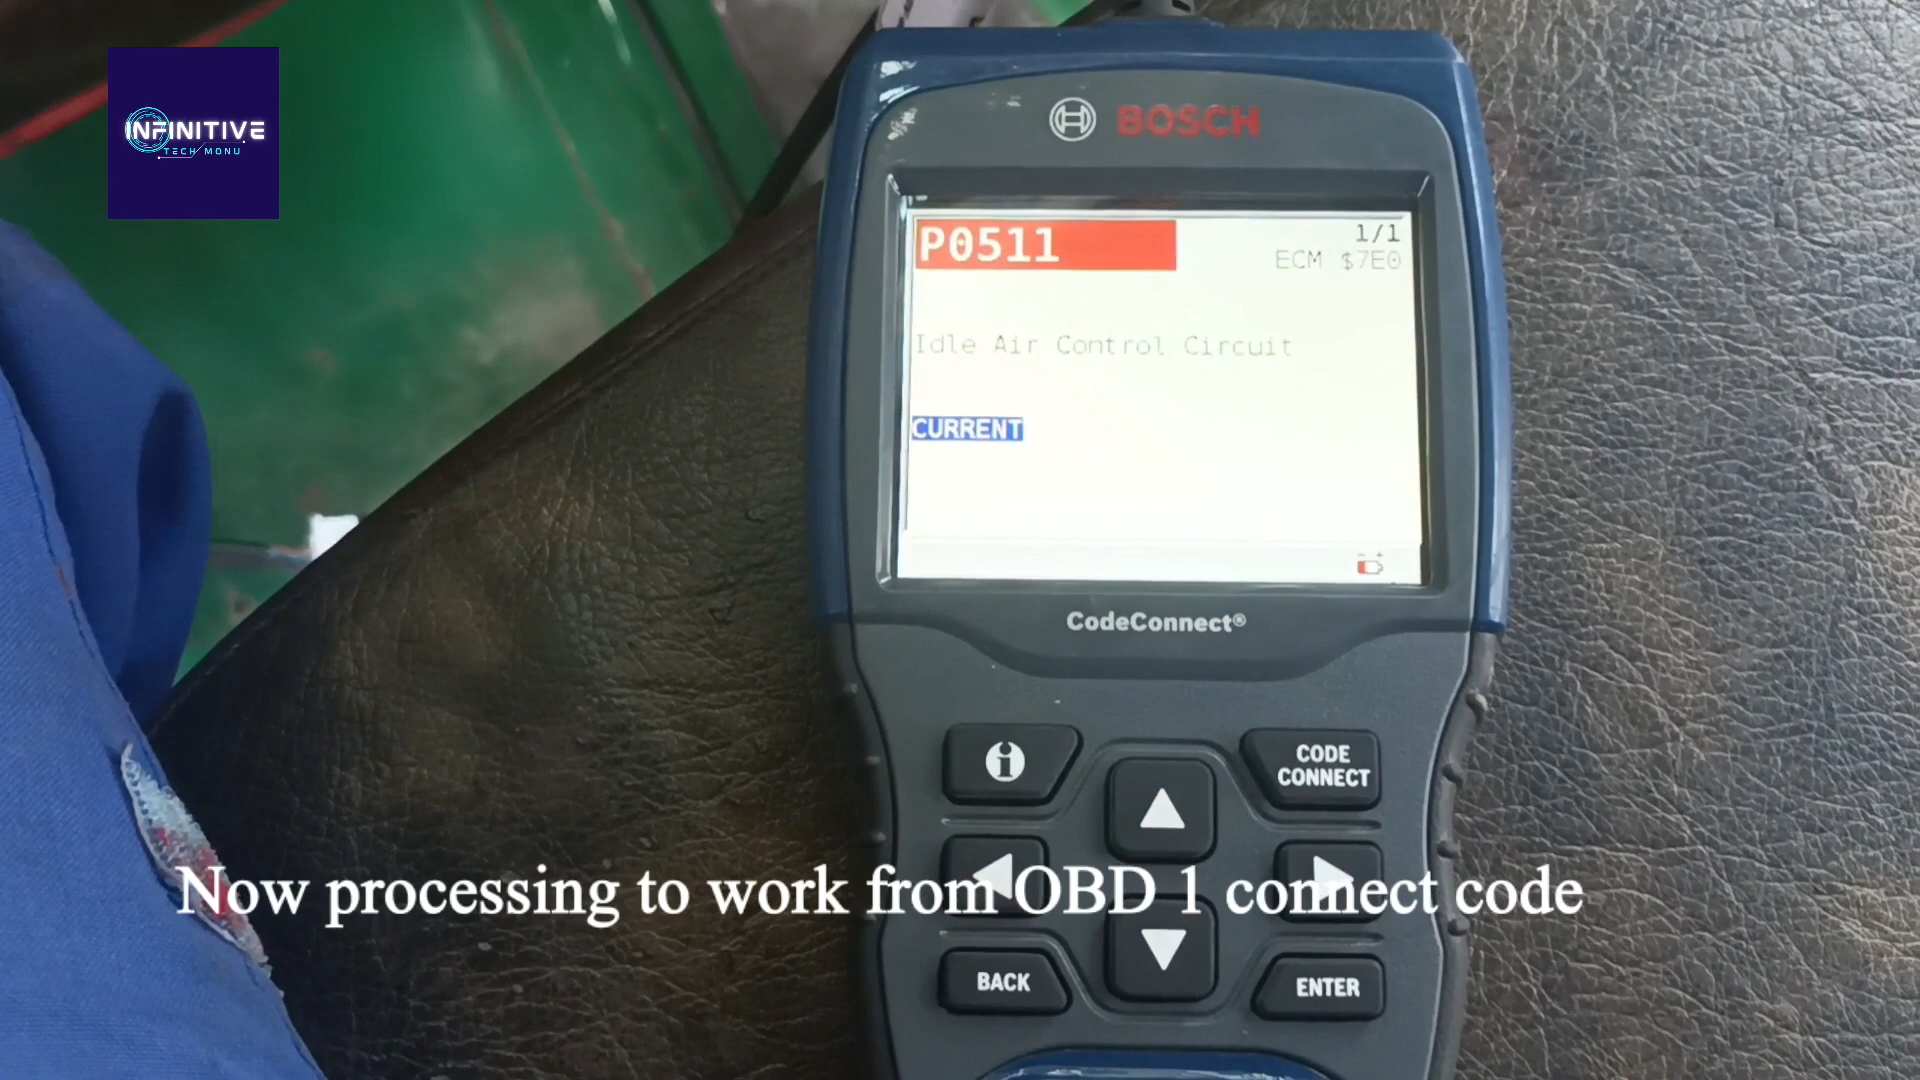 INFINITIVE
TECH MONU
BOSCH
P0511
1/1
ECM $7E0
Idle Air Control Circuit
CURRENT
CodeConnect®
CODE
CONNECT
Now processing to work from OBD 1 connect code
BACK
ENTER